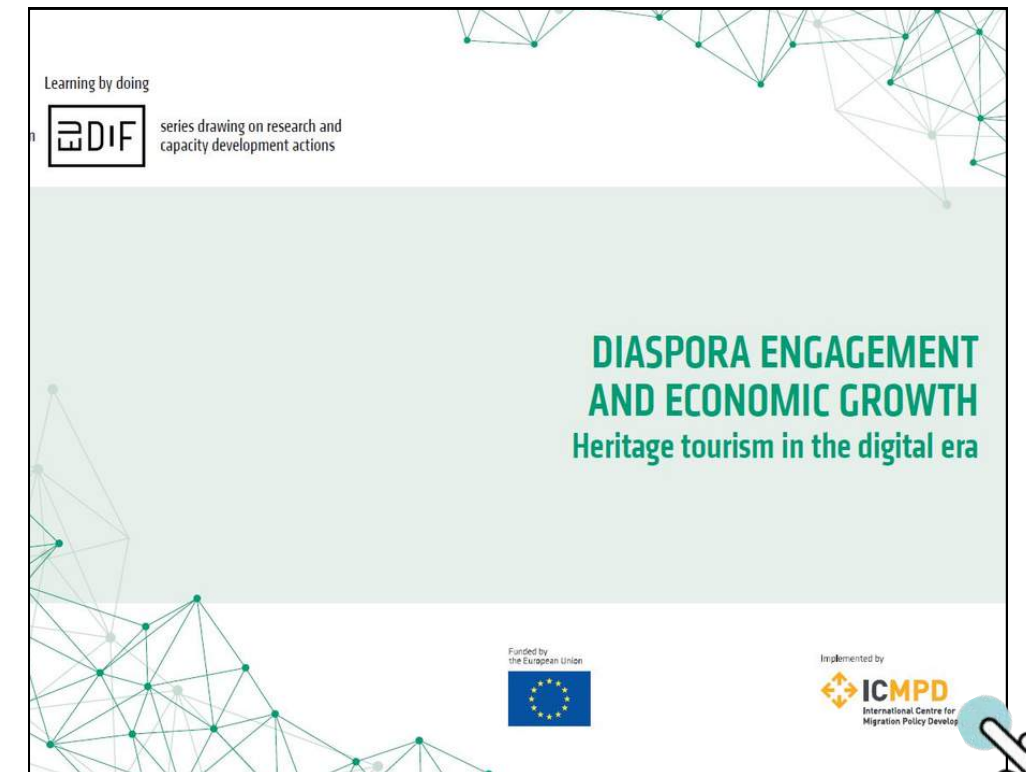 Learning by doing
n
EUDiF
series drawing on research and
capacity development actions
DIASPORA ENGAGEMENT
AND ECONOMIC GROWTH
Heritage tourism in the digital era
Funded by
the European Union
Implemented by
ICMPD
International Centre for
Migration Policy Develop